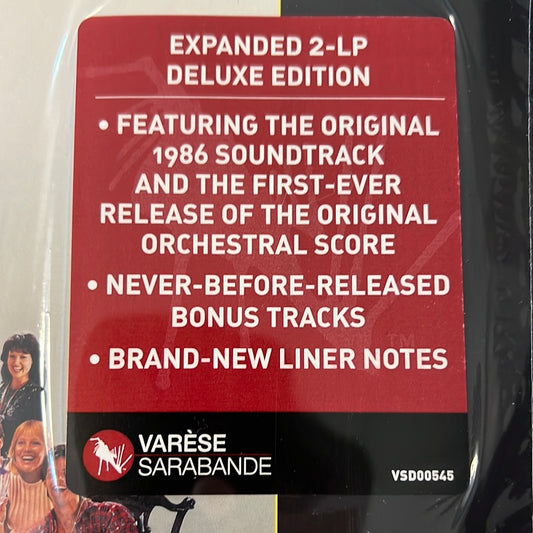 EXPANDED 2-LP
DELUXE EDITION
• FEATURING THE ORIGINAL
1986 SOUNDTRACK
AND THE FIRST-EVER
RELEASE OF THE ORIGINAL
ORCHESTRAL SCORE
• NEVER-BEFORE-RELEASED
BONUS TRACKS
• BRAND-NEW LINER NOTES
VARÈSE
SARABANDE
VSD00545
TM